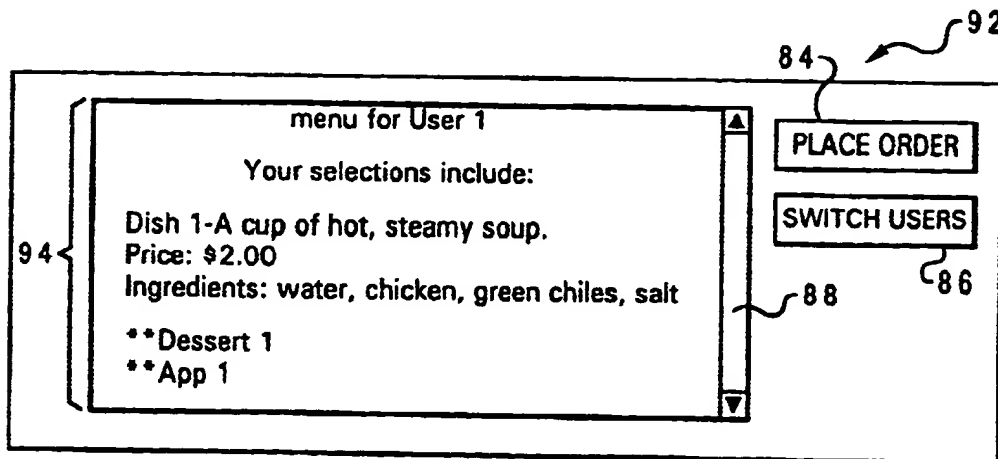 92
84
menu for User 1
PLACE ORDER
Your selections include:
SWITCH USERS
Dish 1-A cup of hot, steamy soup.
94
Price: $2.00
86
Ingredients: water, chicken, green chiles, salt
88
**Dessert 1
**App 1